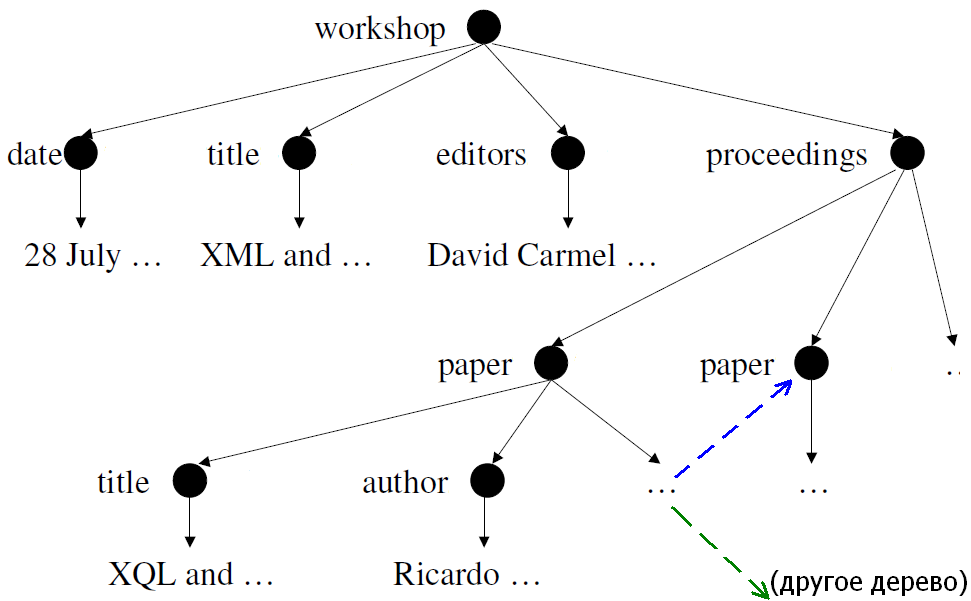 workshop
date title editors proceedings
28 July … XML and … David Carmel …
paper paper …
title author … …
XQL and … Ricardo …
(другое дерево)